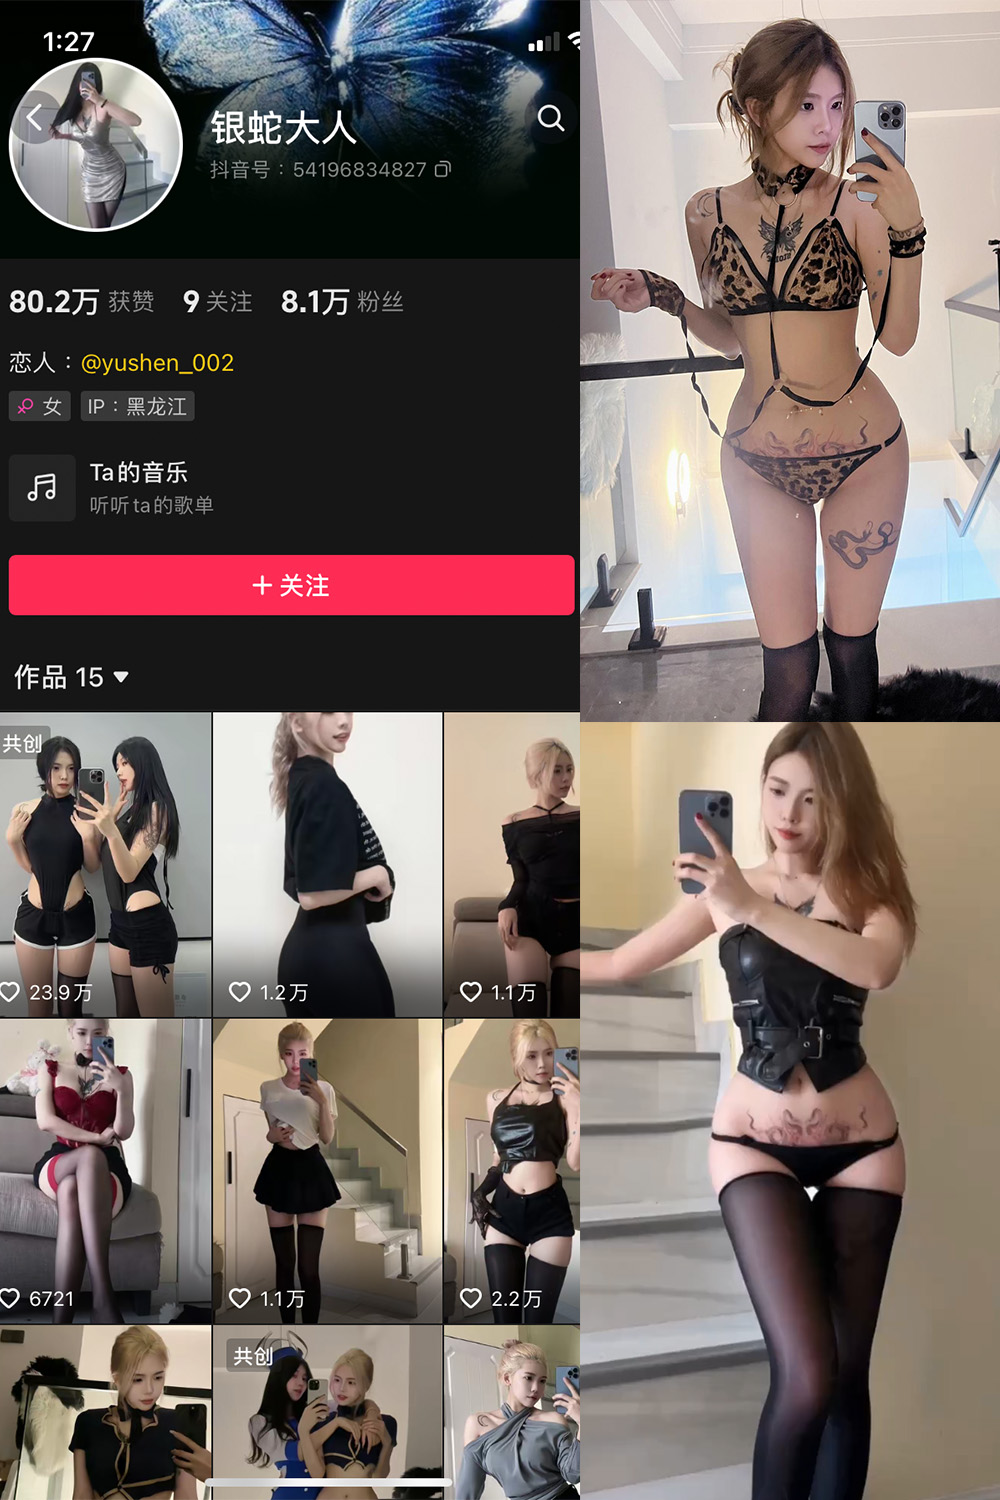 1:27
银蛇大人
抖音号：54196834827
80.2万 获赞 9 关注 8.1万 粉丝
恋人：@yushen_002
女 IP：黑龙江
Ta的音乐
听听ta的歌单
+ 关注
作品 15
共创
23.9万 1.2万 1.1万
6721 1.1万 2.2万
共创